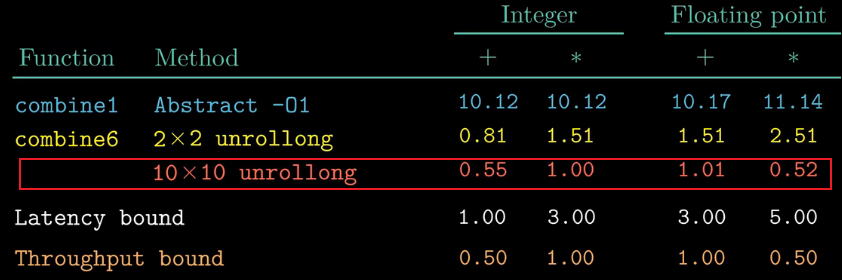 Integer Floating point
Function Method + * + *
combine1 Abstract -O1 10.12 10.12 10.17 11.14
combine6 2×2 unrollong 0.81 1.51 1.51 2.51
10×10 unrollong 0.55 1.00 1.01 0.52
Latency bound 1.00 3.00 3.00 5.00
Throughput bound 0.50 1.00 1.00 0.50